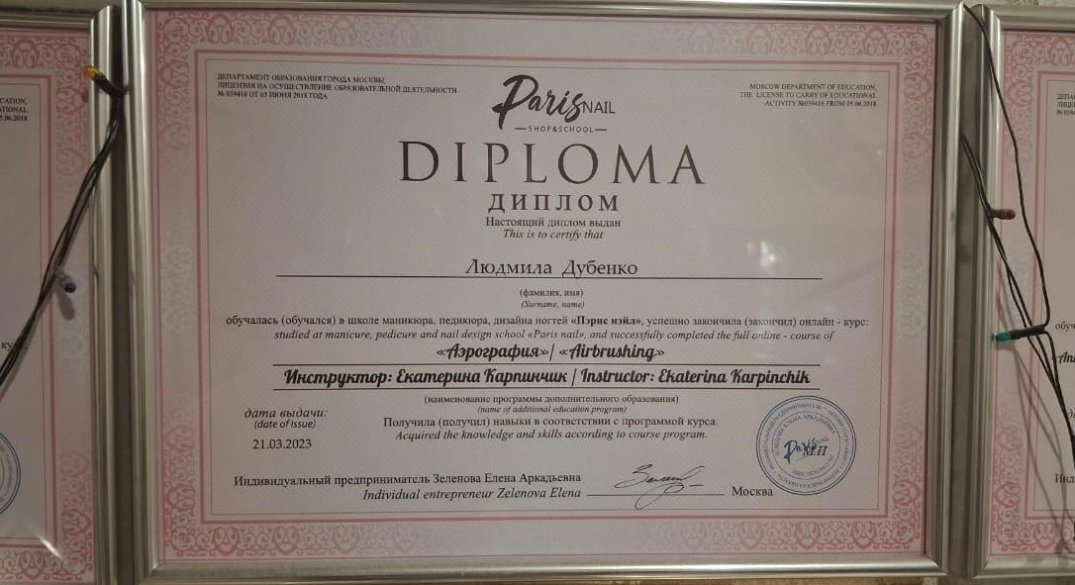 ДЕПАРТАМЕНТ ОБРАЗОВАНИЯ ГОРОДА МОСКВЫ,
ЛИЦЕНЗИЯ НА ОСУЩЕСТВЛЕНИЕ ОБРАЗОВАТЕЛЬНОЙ ДЕЯТЕЛЬНОСТИ
№ 039416 ОТ 05 ИЮНЯ 2018 ГОДА
MOSCOW DEPARTMENT OF EDUCATION,
THE LICENSE TO CARRY OF EDUCATIONAL
ACTIVITY №039416 FROM 05.06.2018
Paris NAIL
SHOP&SCHOOL
DIPLOMA
ДИПЛОМ
Настоящий диплом выдан
This is to certify that
Людмила Дубенко
(фамилия, имя)
(Surname, name)
обучалась (обучался) в школе маникюра, педикюра, дизайна ногтей «Пэрис нэйл», успешно закончила (закончил) онлайн - курс:
studied at manicure, pedicure and nail design school «Paris nail», and successfully completed the full online - course of
«Аэрография»/ «Airbrushing»
Инструктор: Екатерина Карпинчик / Instructor: Ekaterina Karpinchik
(наименование программы дополнительного образования)
(name of additional education program)
дата выдачи:
(date of issue)
21.03.2023
Получила (получил) навыки в соответствии с программой курса.
Acquired the knowledge and skills according to course program.
Индивидуальный предприниматель Зеленова Елена Аркадьевна
Individual entrepreneur Zelenova Elena
Москва
Paris
МП